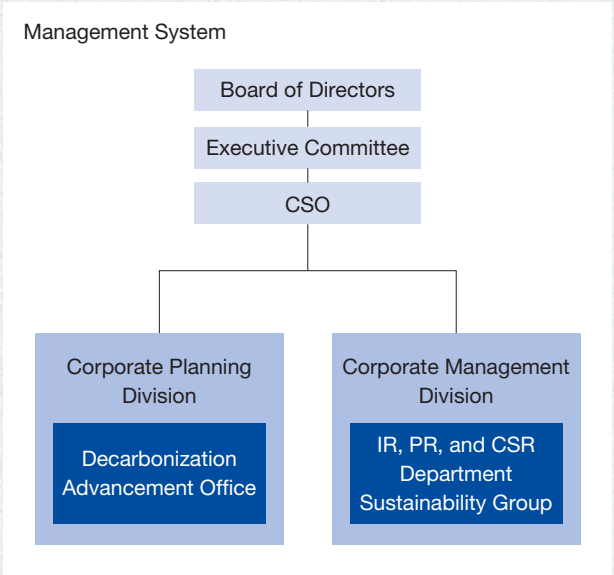 Management System
Board of Directors
Executive Committee
CSO
Corporate Planning
Division
Decarbonization
Advancement Office
Corporate Management
Division
IR, PR, and CSR
Department
Sustainability Group